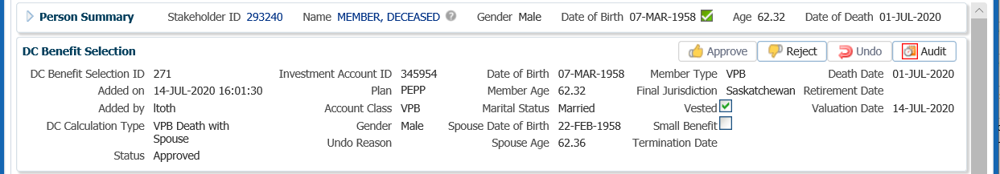 Person Summary Stakeholder ID 293240 Name MEMBER, DECEASED Gender Male Date of Birth 07-MAR-1958 Age 62.32 Date of Death 01-JUL-2020
DC Benefit Selection Approve Reject Undo Audit
DC Benefit Selection ID 271 Investment Account ID 345954 Date of Birth 07-MAR-1958 Member Type VPB Death Date 01-JUL-2020
Added on 14-JUL-2020 16:01:30 Plan PEPP Member Age 62.32 Final Jurisdiction Saskatchewan Retirement Date
Added by ltoth Account Class VPB Marital Status Married Vested Valuation Date 14-JUL-2020
DC Calculation Type VPB Death with Gender Male Spouse Date of Birth 22-FEB-1958 Small Benefit
Spouse Undo Reason Spouse Age 62.36 Termination Date
Status Approved